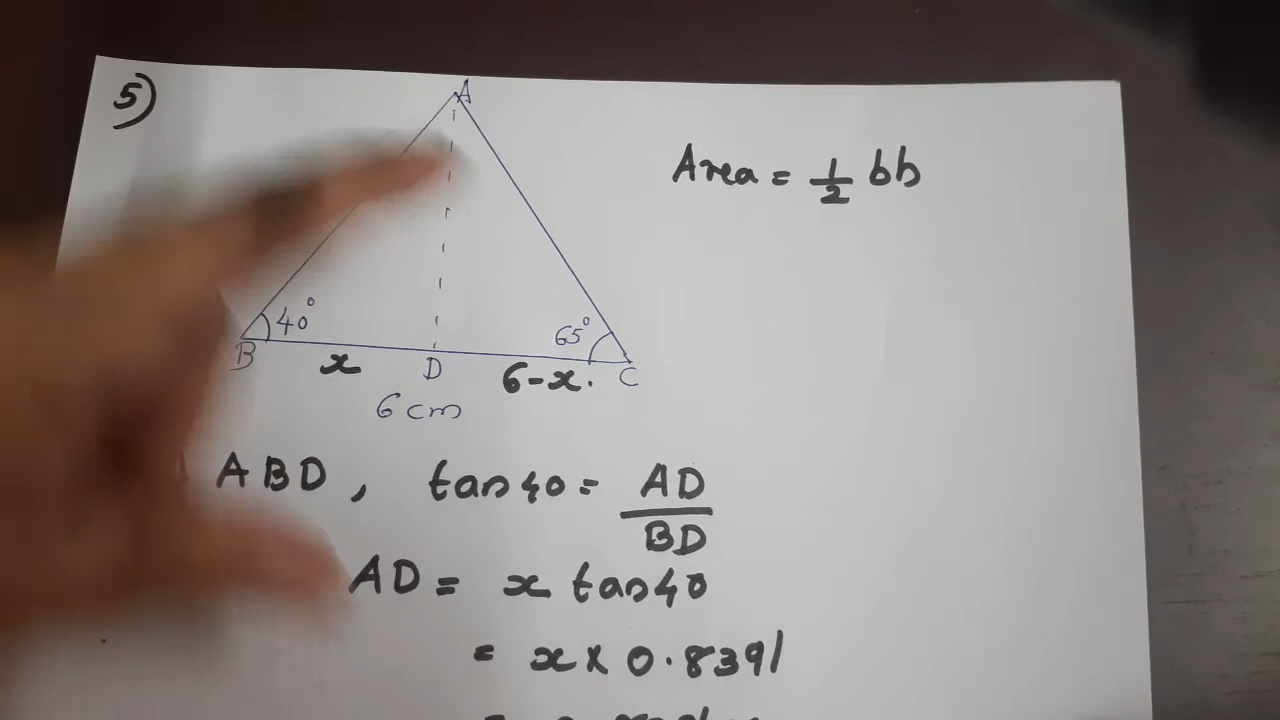 5)
A
Area = 1/2 bh
40°
65°
B
x
D
6-x.
C
6cm
ABD, tan40 = AD/BD
AD = x tan40
= x × 0.8391